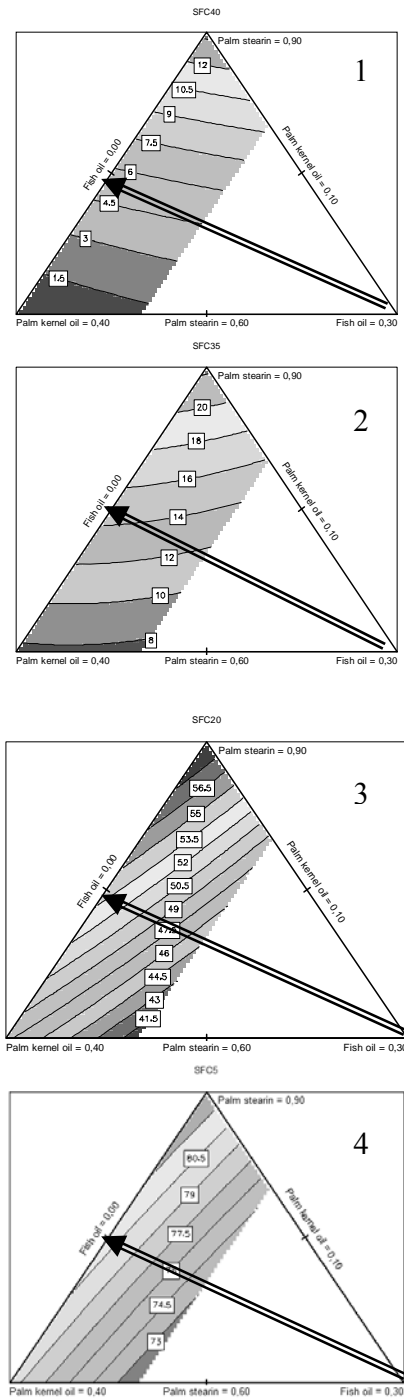 SFC40
Palm stearin = 0,90
1
12
10.5
9
7.5
6
4.5
3
1.5
Fish oil = 0,00
Palm kernel oil = 0,10
Palm kernel oil = 0,40
Palm stearin = 0,60
Fish oil = 0,30
SFC35
Palm stearin = 0,90
2
20
18
16
14
12
10
8
Fish oil = 0,00
Palm kernel oil = 0,10
Palm kernel oil = 0,40
Palm stearin = 0,60
Fish oil = 0,30
SFC20
Palm stearin = 0,90
3
56.5
55
53.5
52
50.5
49
47.5
46
44.5
43
41.5
Fish oil = 0,00
Palm kernel oil = 0,10
Palm kernel oil = 0,40
Palm stearin = 0,60
Fish oil = 0,30
SFC5
Palm stearin = 0,90
4
80.5
79
77.5
74.5
73
Fish oil = 0,00
Palm kernel oil = 0,10
Palm kernel oil = 0,40
Palm stearin = 0,60
Fish oil = 0,30